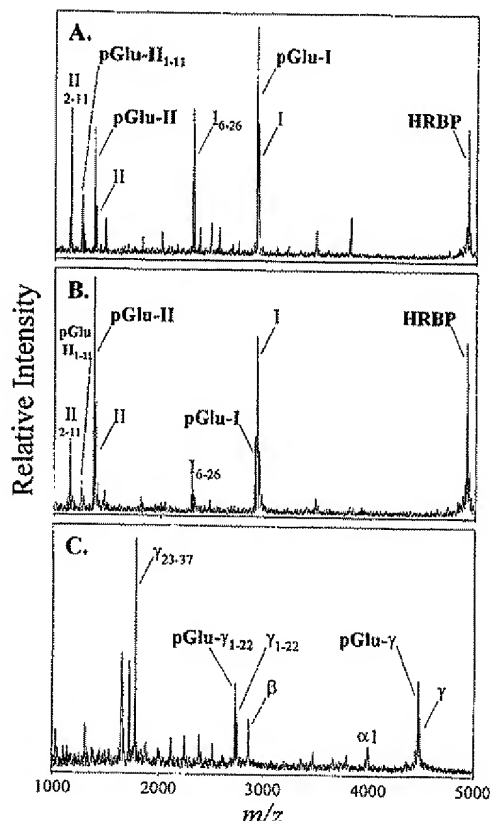 A.
pGlu-II1-11
pGlu-I
II
2-11
pGlu-II
I6-26
I
HRBP
II
B.
pGlu-II
I
HRBP
pGlu
II1-11
II
2-11
II
pGlu-I
I
6-26
C.
γ23-37
pGlu-γ1-22
γ1-22
pGlu-γ
β
γ
α1
Relative Intensity
1000 2000 3000 4000 5000
m/z